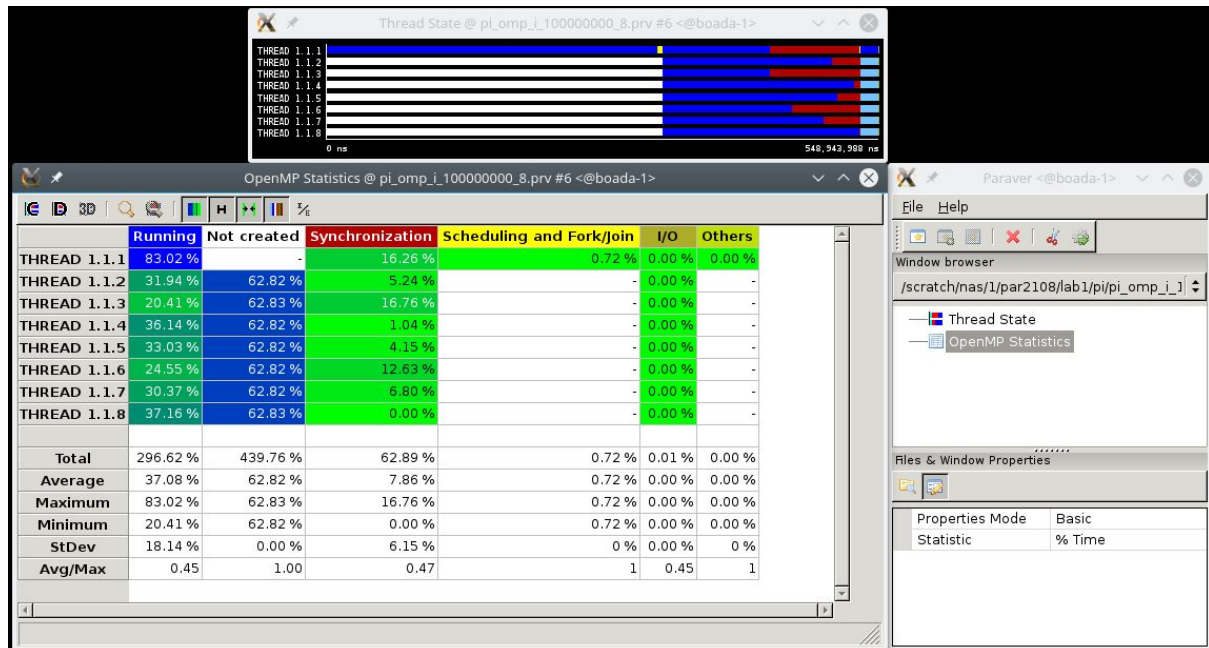 Thread State @ pi_omp_i_100000000_8.prv #6 <@boada-1>
THREAD 1.1.1
THREAD 1.1.2
THREAD 1.1.3
THREAD 1.1.4
THREAD 1.1.5
THREAD 1.1.6
THREAD 1.1.7
THREAD 1.1.8
0 ns 548,943,988 ns
OpenMP Statistics @ pi_omp_i_100000000_8.prv #6 <@boada-1>
3D
H
Running Not created Synchronization Scheduling and Fork/Join I/O Others
THREAD 1.1.1 83.02 % - 16.26 % 0.72 % 0.00 % 0.00 %
THREAD 1.1.2 31.94 % 62.82 % 5.24 % - 0.00 % -
THREAD 1.1.3 20.41 % 62.83 % 16.76 % - 0.00 % -
THREAD 1.1.4 36.14 % 62.82 % 1.04 % - 0.00 % -
THREAD 1.1.5 33.03 % 62.82 % 4.15 % - 0.00 % -
THREAD 1.1.6 24.55 % 62.82 % 12.63 % - 0.00 % -
THREAD 1.1.7 30.37 % 62.82 % 6.80 % - 0.00 % -
THREAD 1.1.8 37.16 % 62.83 % 0.00 % - 0.00 % -
Total 296.62 % 439.76 % 62.89 % 0.72 % 0.01 % 0.00 %
Average 37.08 % 62.82 % 7.86 % 0.72 % 0.00 % 0.00 %
Maximum 83.02 % 62.83 % 16.76 % 0.72 % 0.00 % 0.00 %
Minimum 20.41 % 62.82 % 0.00 % 0.72 % 0.00 % 0.00 %
StDev 18.14 % 0.00 % 6.15 % 0 % 0.00 % 0 %
Avg/Max 0.45 1.00 0.47 1 0.45 1
Paraver <@boada-1>
File Help
Window browser
/scratch/nas/1/par2108/lab1/pi/pi_omp_i_1
Thread State
OpenMP Statistics
Files & Window Properties
Properties Mode Basic
Statistic % Time